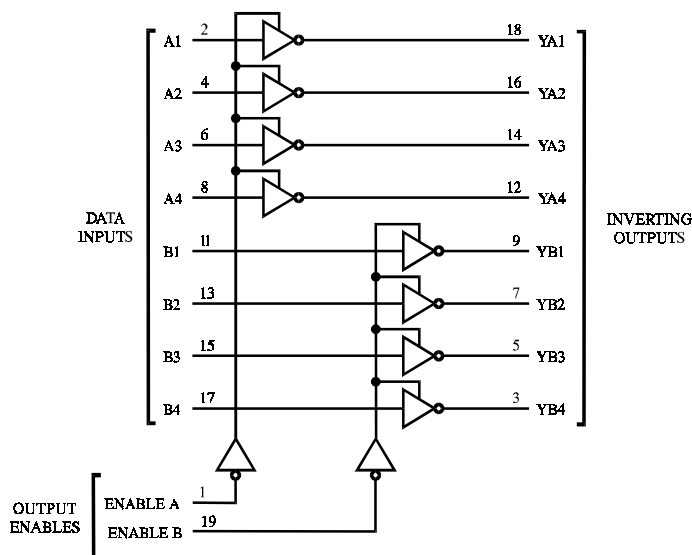 A1 2 18 YA1
A2 4 16 YA2
A3 6 14 YA3
A4 8 12 YA4
DATA
INPUTS
INVERTING
OUTPUTS
B1 11 9 YB1
B2 13 7 YB2
B3 15 5 YB3
B4 17 3 YB4
OUTPUT
ENABLES
ENABLE A 1
ENABLE B 19